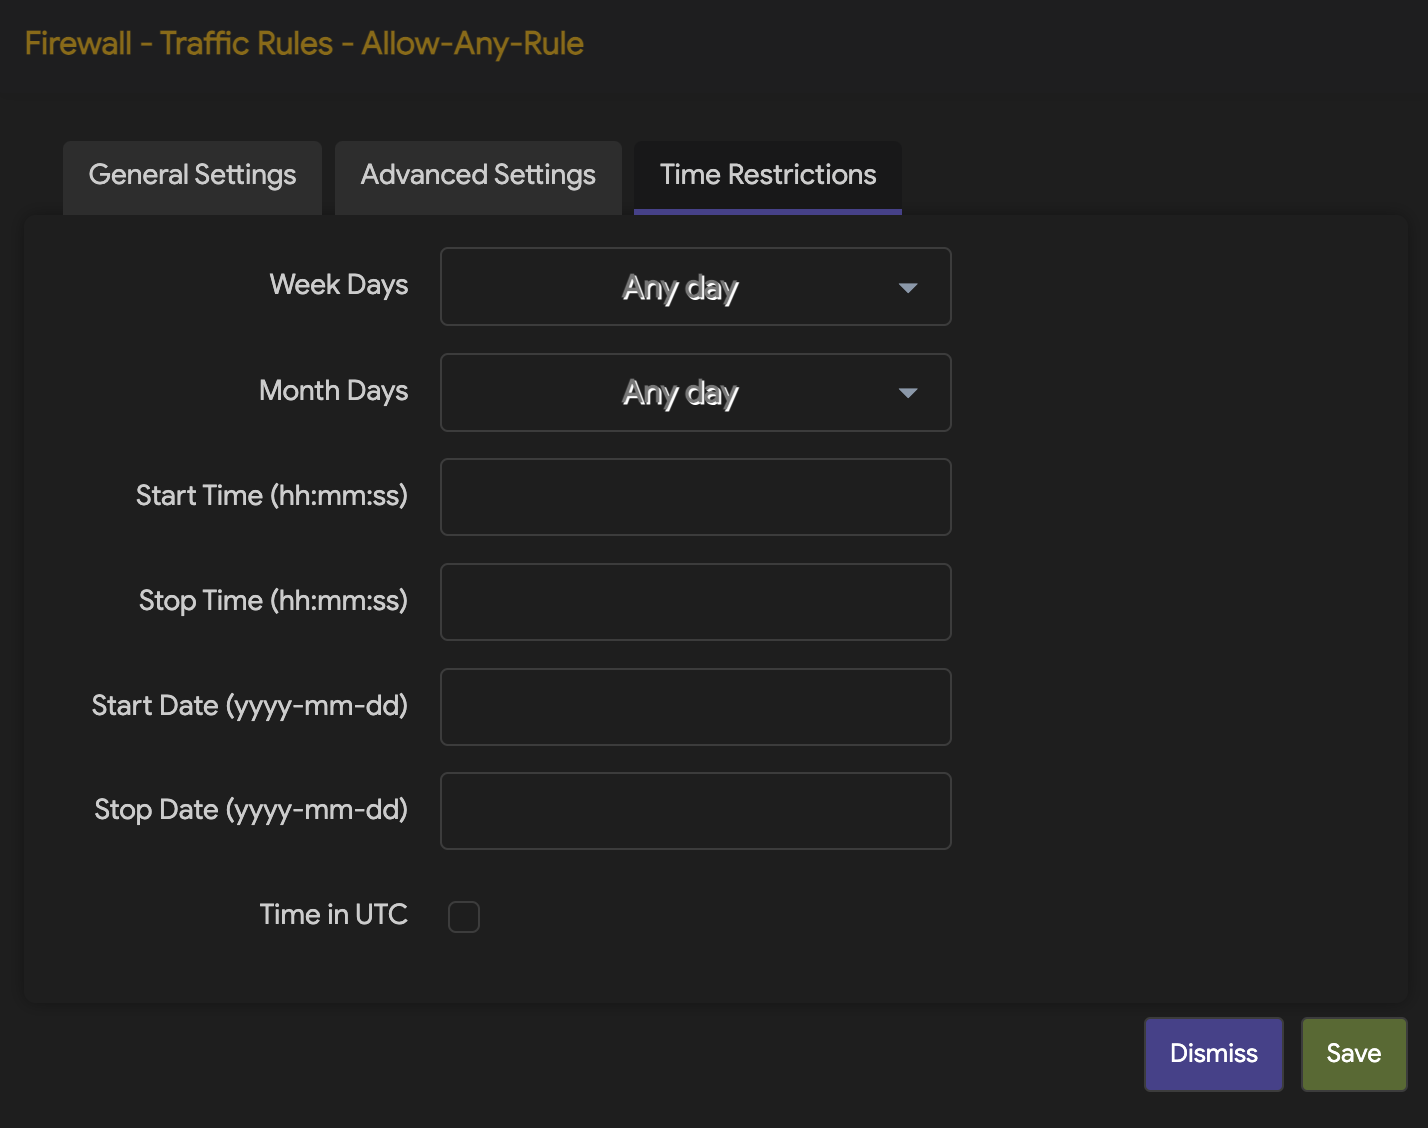 Firewall - Traffic Rules - Allow-Any-Rule
General Settings
Advanced Settings
Time Restrictions
Week Days
Any day
Month Days
Any day
Start Time (hh:mm:ss)
Stop Time (hh:mm:ss)
Start Date (yyyy-mm-dd)
Stop Date (yyyy-mm-dd)
Time in UTC
Dismiss
Save